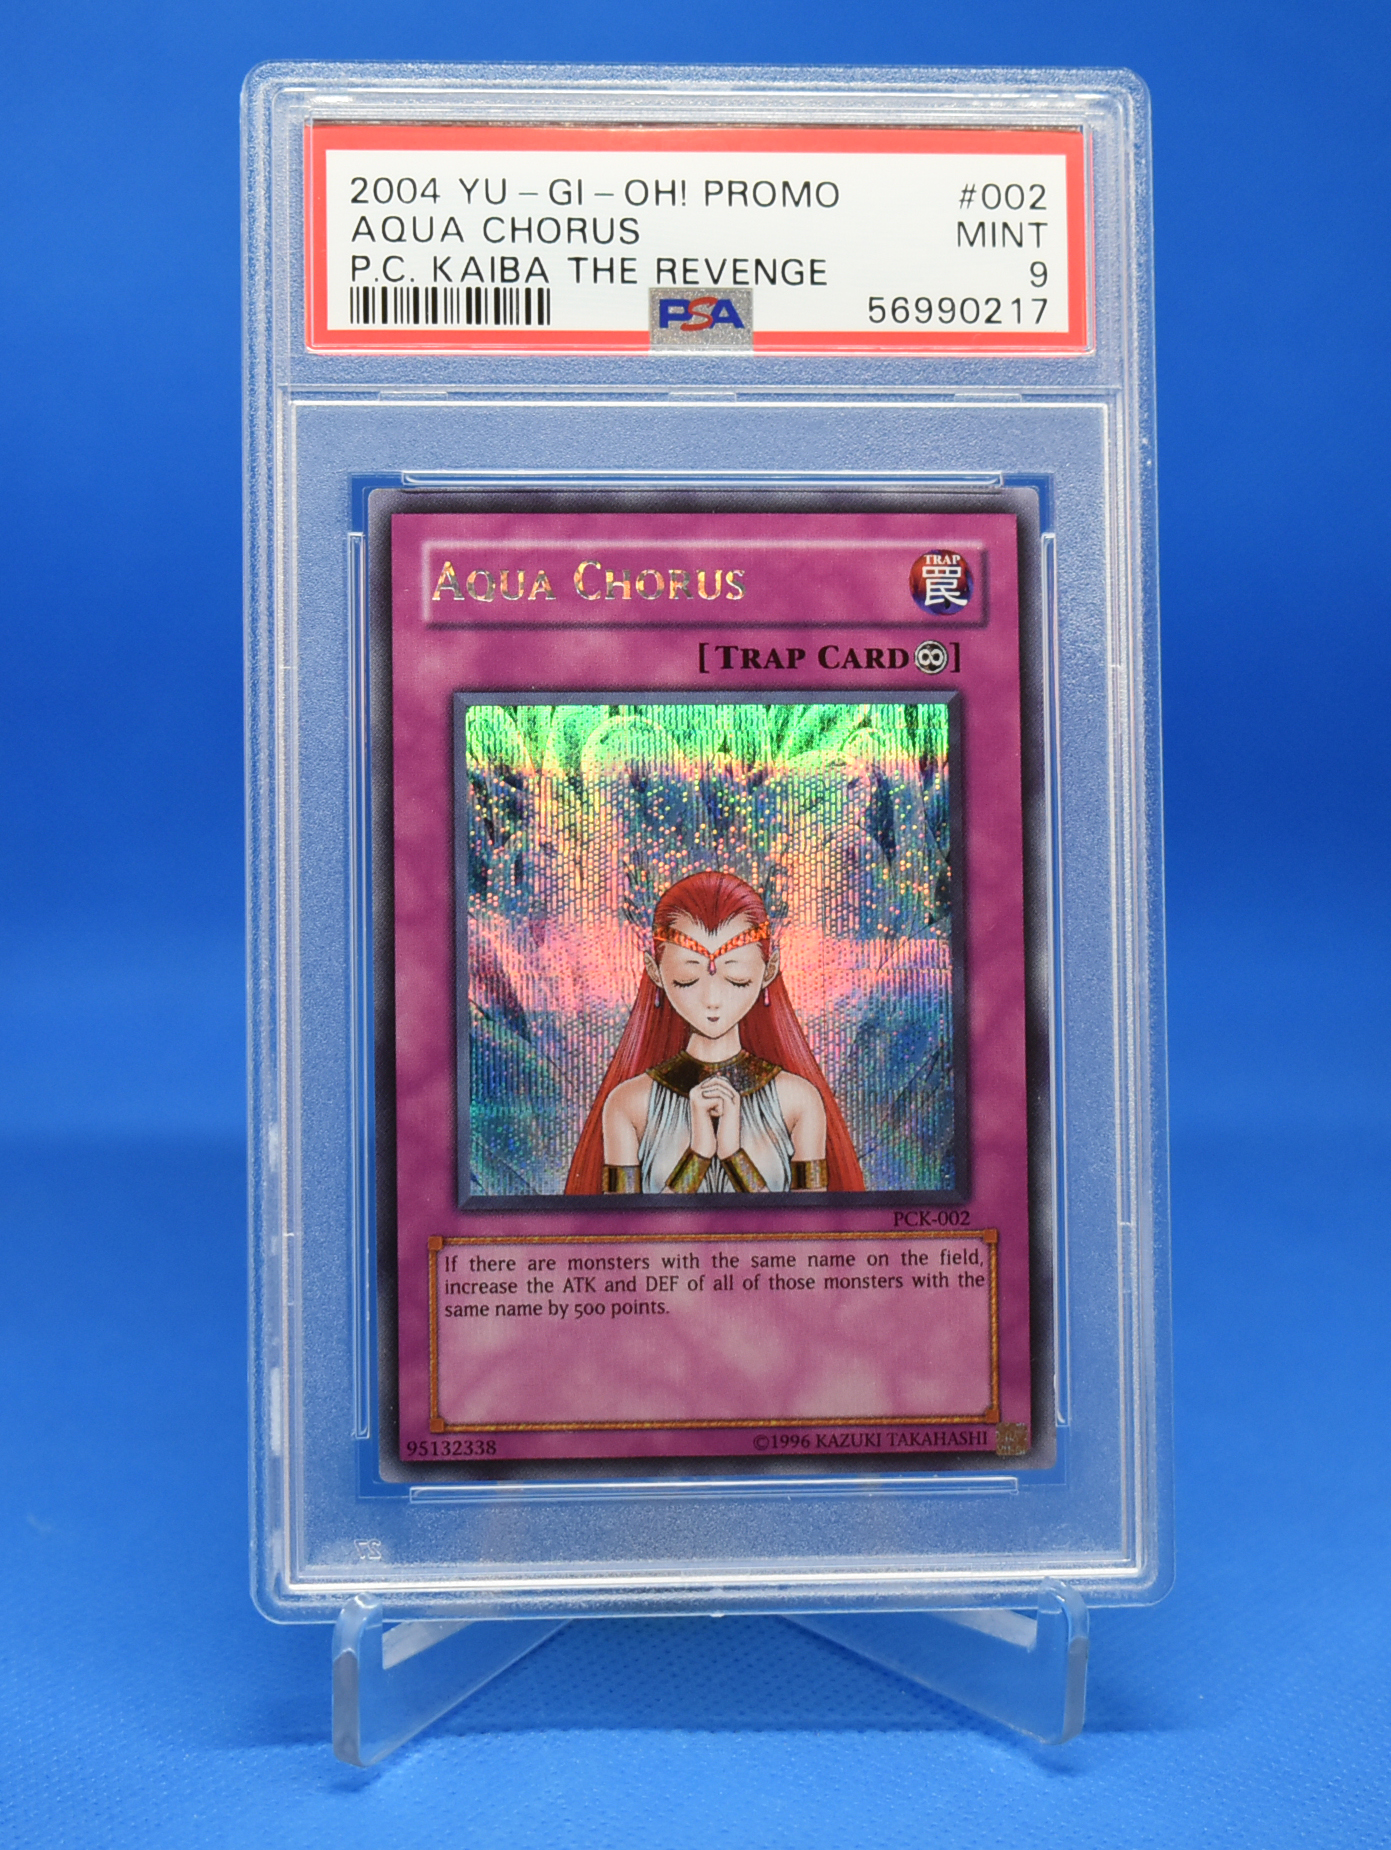 2004 YU-GI-OH! PROMO #002
AQUA CHORUS MINT
P.C. KAIBA THE REVENGE 9
PSA 56990217
AQUA CHORUS
TRAP
罠
[TRAP CARD∞]
PCK-002
If there are monsters with the same name on the field,
increase the ATK and DEF of all of those monsters with the
same name by 500 points.
95132338 ©1996 KAZUKI TAKAHASHI
27